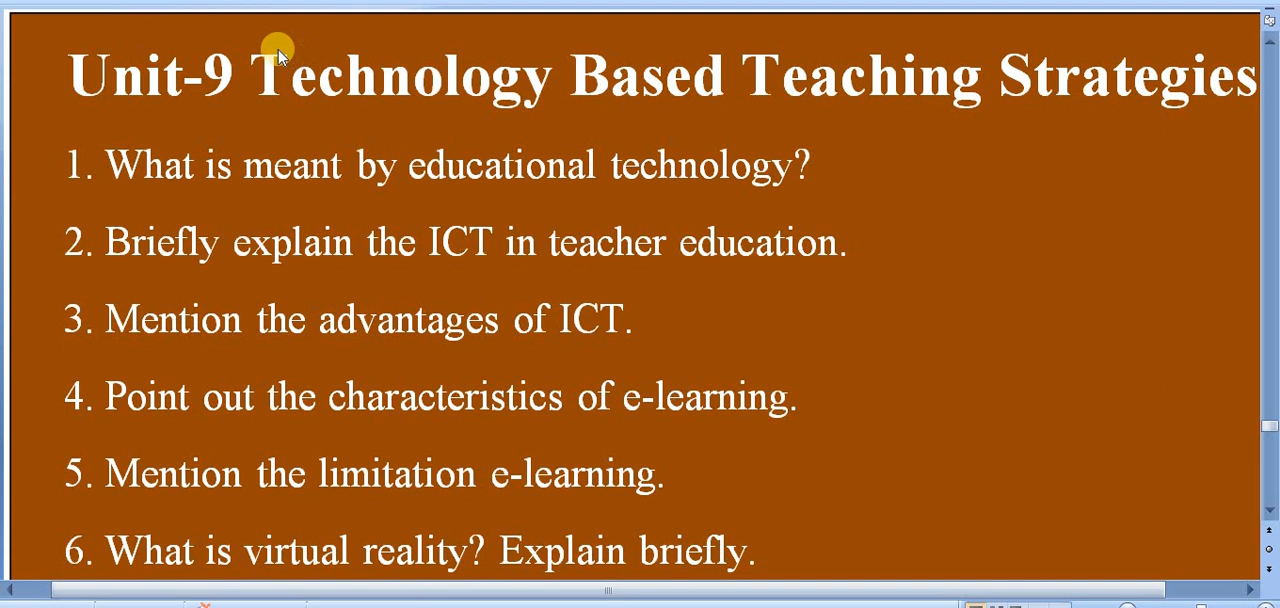 Unit-9 Technology Based Teaching Strategies
1. What is meant by educational technology?
2. Briefly explain the ICT in teacher education.
3. Mention the advantages of ICT.
4. Point out the characteristics of e-learning.
5. Mention the limitation e-learning.
6. What is virtual reality? Explain briefly.